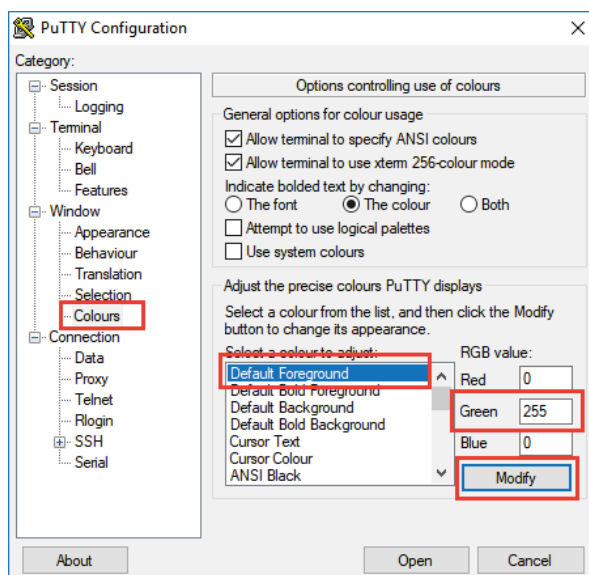 PuTTY Configuration
Category:
Session
Logging
Terminal
Keyboard
Bell
Features
Window
Appearance
Behaviour
Translation
Selection
Colours
Connection
Data
Proxy
Telnet
Rlogin
SSH
Serial
Options controlling use of colours
General options for colour usage
Allow terminal to specify ANSI colours
Allow terminal to use xterm 256-colour mode
Indicate bolded text by changing:
The font The colour Both
Attempt to use logical palettes
Use system colours
Adjust the precise colours PuTTY displays
Select a colour from the list, and then click the Modify
button to change its appearance.
Select a colour to adjust: RGB value:
Default Foreground
Default Bold Foreground
Default Background
Default Bold Background
Cursor Text
Cursor Colour
ANSI Black
Red 0
Green 255
Blue 0
Modify
About Open Cancel